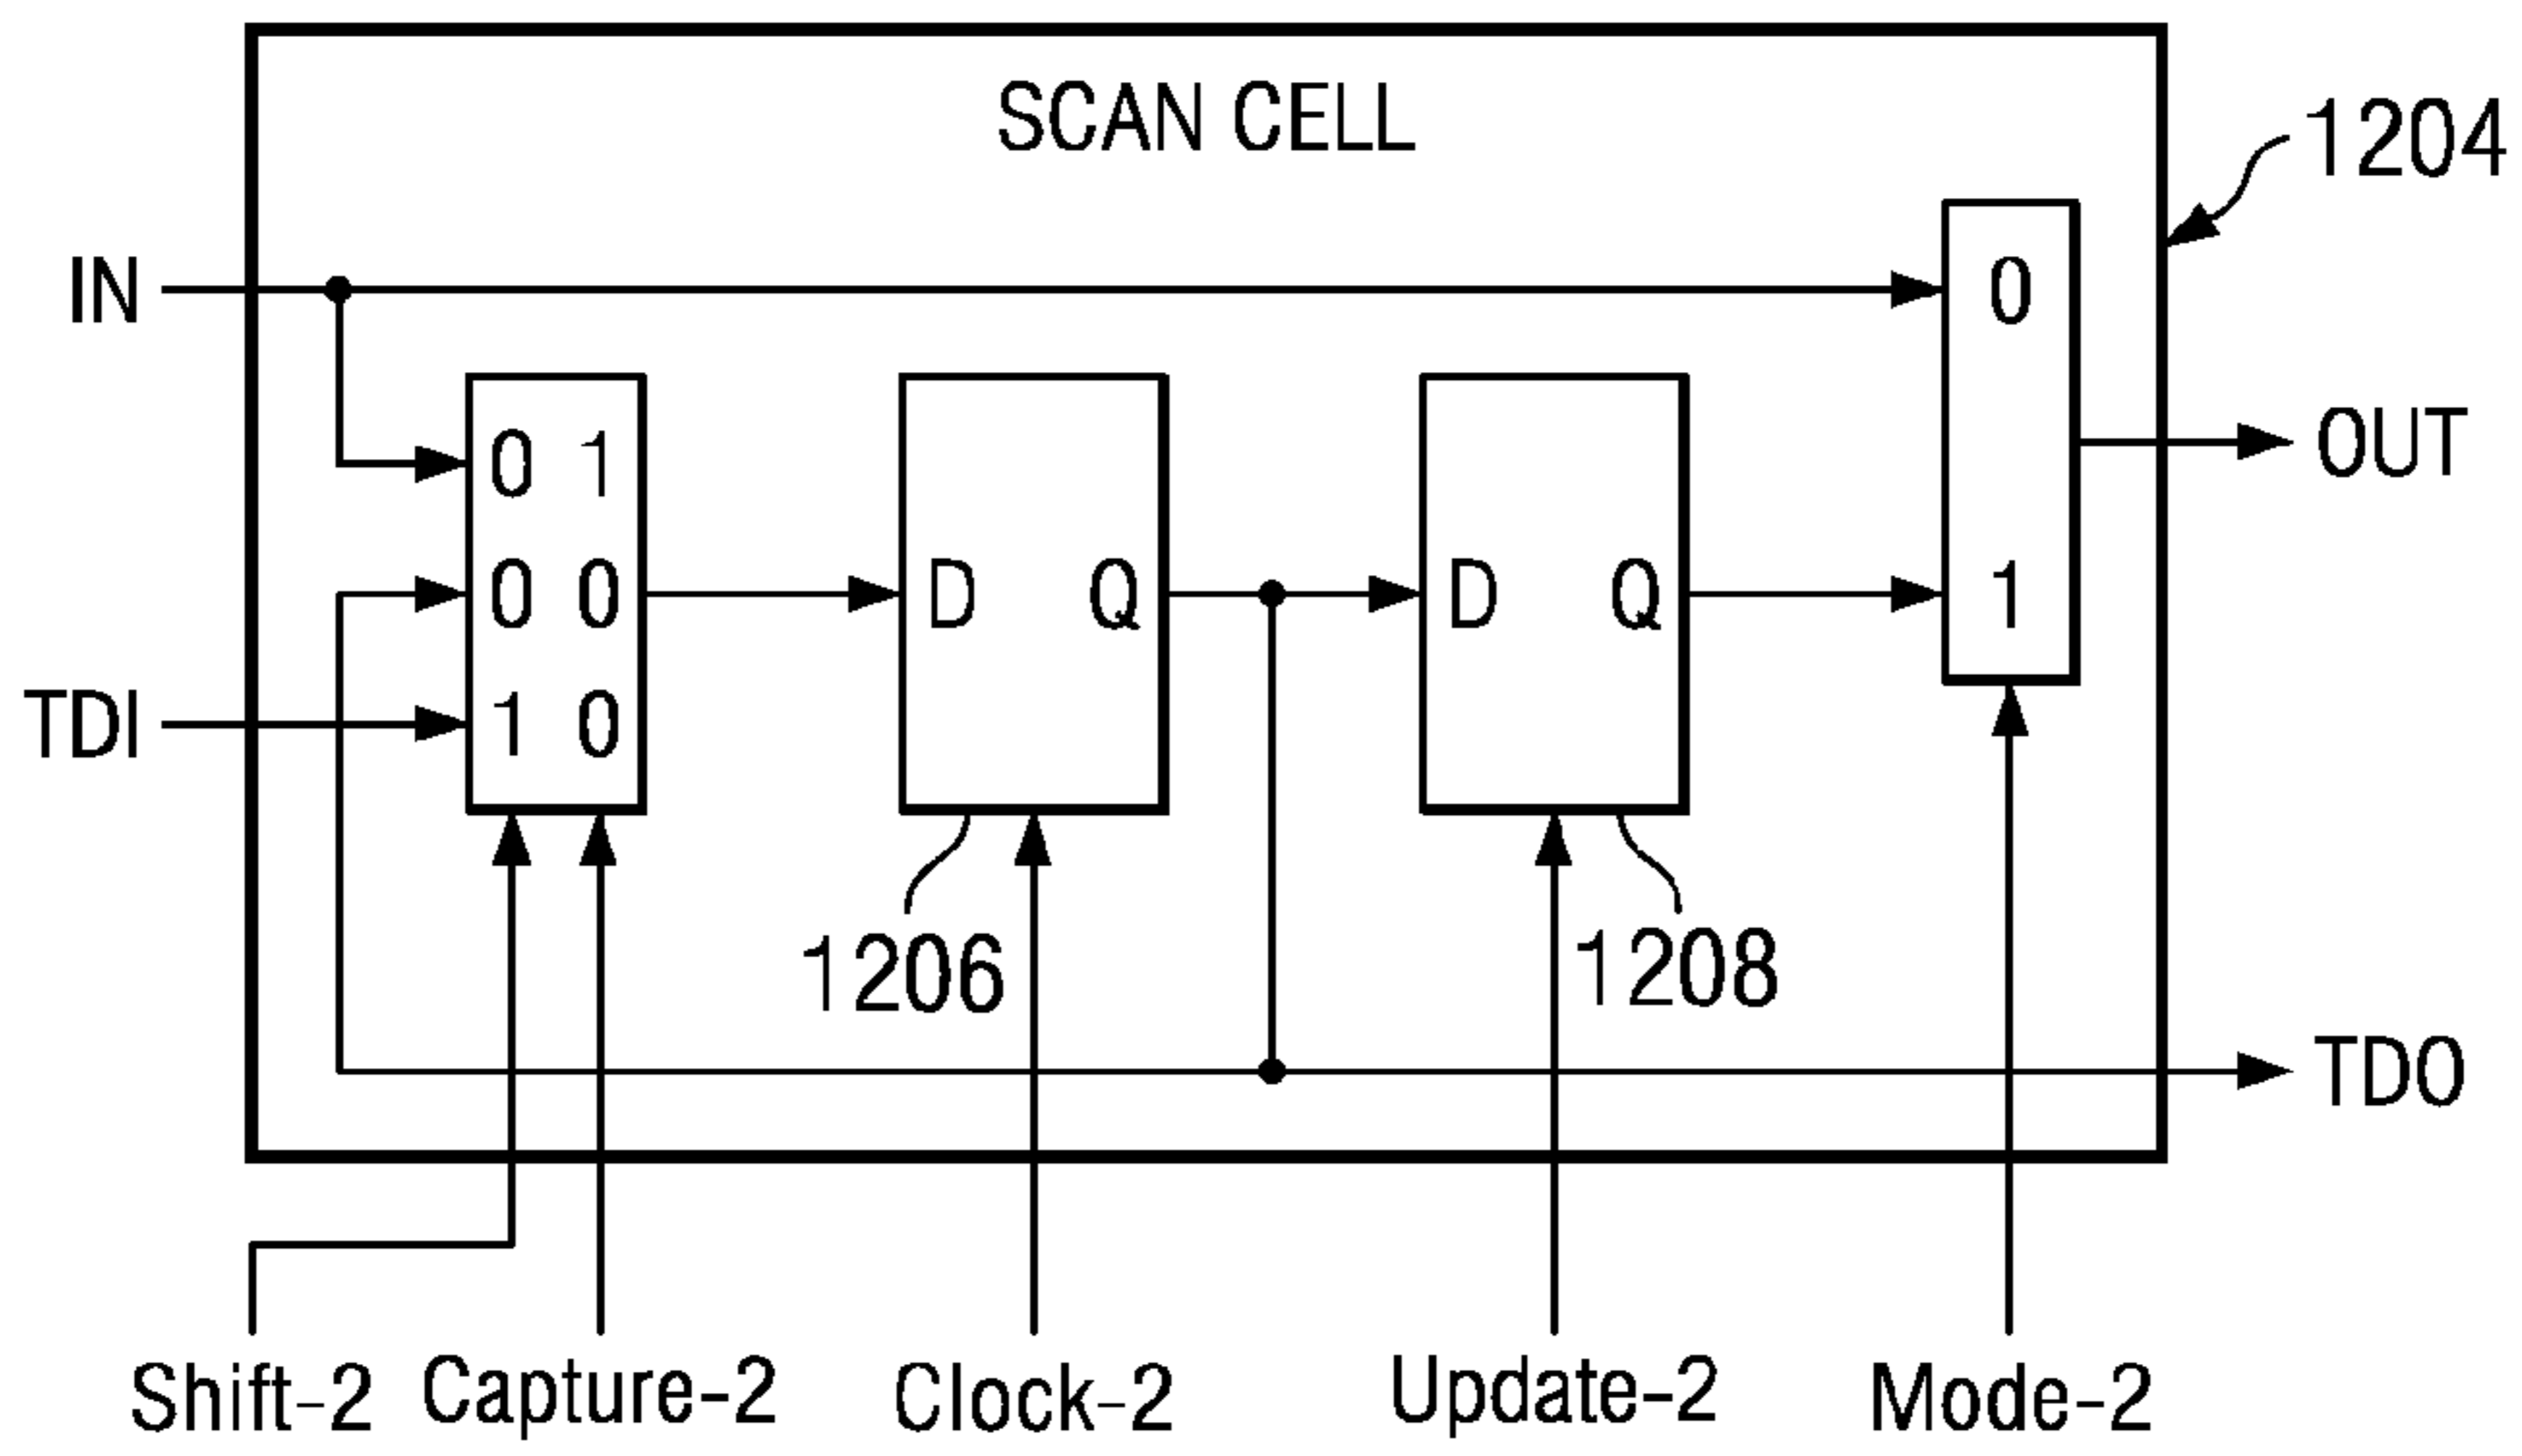 SCAN CELL
1204
IN
0
0 1
OUT
0 0
D Q
D Q
1
TDI
1 0
1206
1208
TDO
Shift-2
Capture-2
Clock-2
Update-2
Mode-2